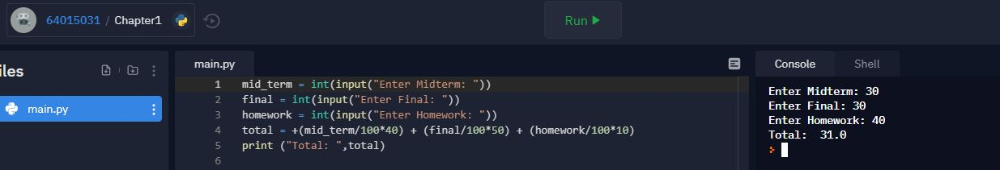 64015031 / Chapter1
Run
iles
main.py
main.py
1 mid_term = int(input("Enter Midterm: "))
2 final = int(input("Enter Final: "))
3 homework = int(input("Enter Homework: "))
4 total = +(mid_term/100*40) + (final/100*50) + (homework/100*10)
5 print ("Total: ",total)
6
Console Shell
Enter Midterm: 30
Enter Final: 30
Enter Homework: 40
Total:  31.0
>